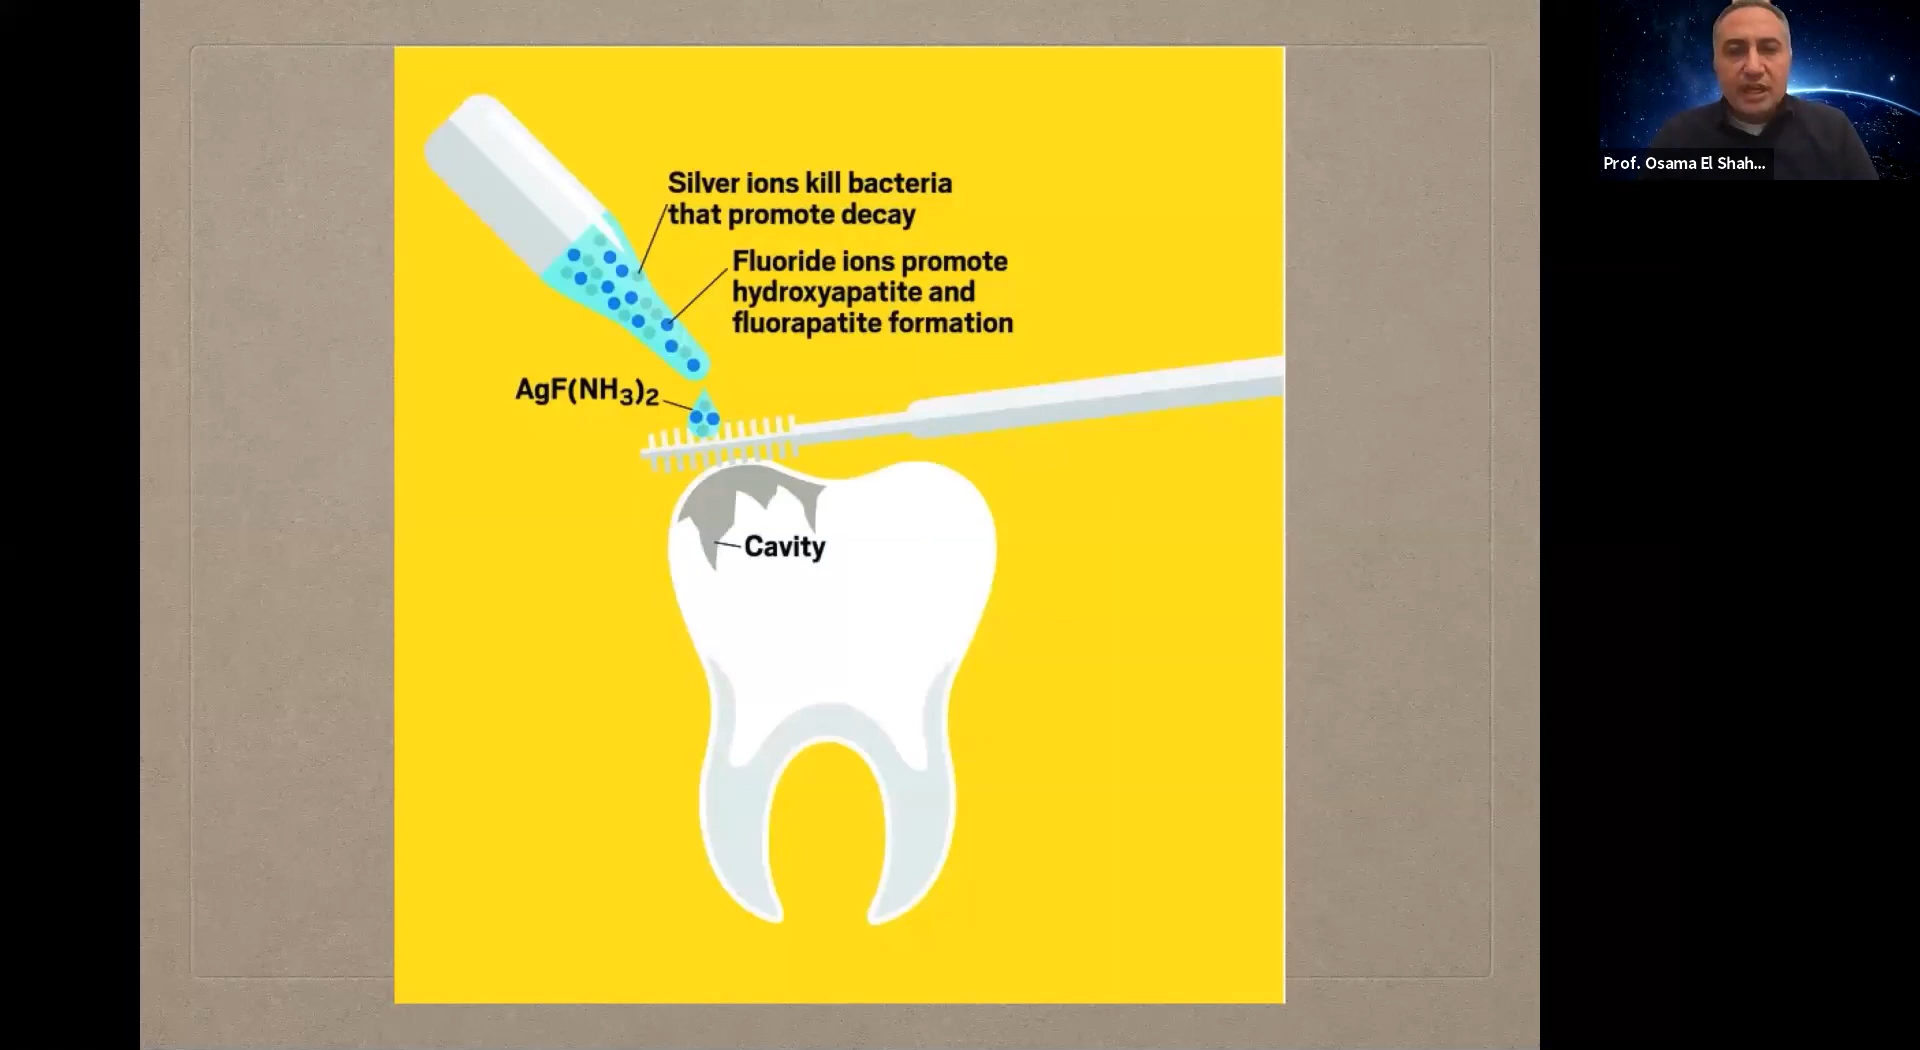 Silver ions kill bacteria
that promote decay
Fluoride ions promote
hydroxyapatite and
fluorapatite formation
AgF(NH₃)₂
Cavity
Prof. Osama El Shah...